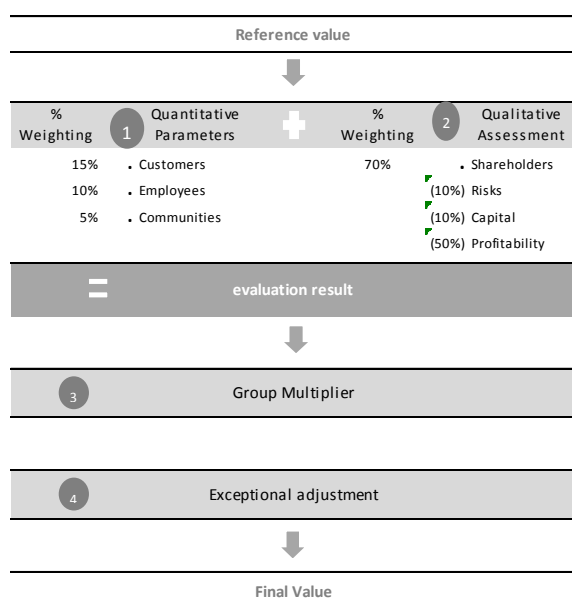 Reference value
% Weighting 1 Quantitative Parameters % Weighting 2 Qualitative Assessment
15% . Customers 70% . Shareholders
10% . Employees (10%) Risks
5% . Communities (10%) Capital
(50%) Profitability
evaluation result
3 Group Multiplier
4 Exceptional adjustment
Final Value